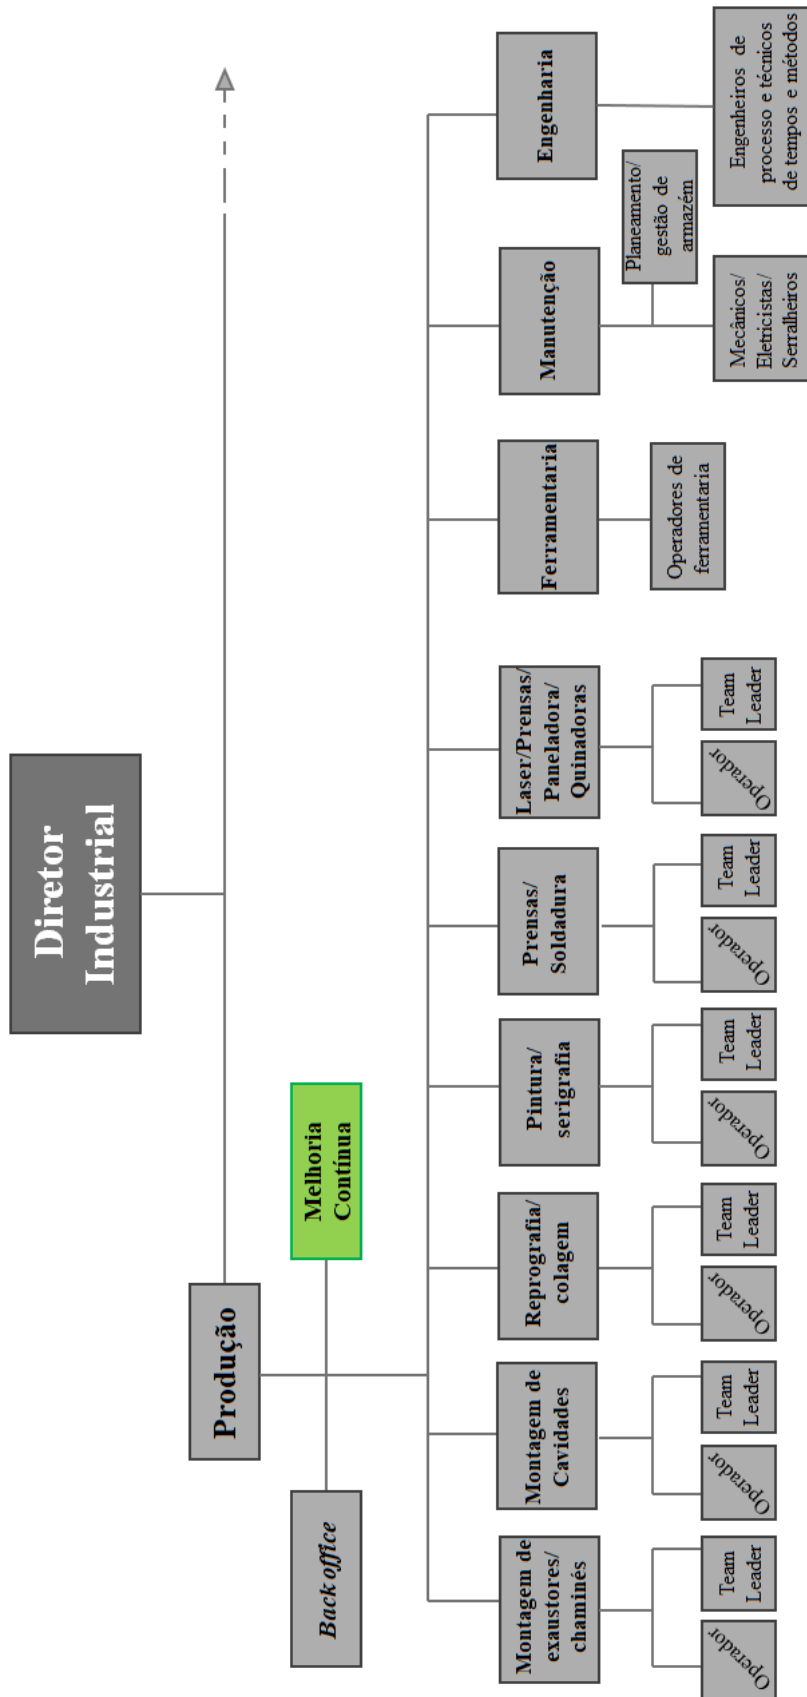 Diretor
Industrial
Produção
Back office
Melhoria
Contínua
Montagem de
exaustores/
chaminés
Montagem de
Cavidades
Reprografia/
colagem
Pintura/
serigrafia
Prensas/
Soldadura
Laser/Prensas/
Paneladora/
Quinadoras
Ferramentaria
Manutenção
Engenharia
Operador
Team
Leader
Operador
Team
Leader
Operador
Team
Leader
Operador
Team
Leader
Operador
Team
Leader
Operador
Team
Leader
Operadores de
ferramentaria
Planeamento/
gestão de
armazém
Mecânicos/
Eletricistas/
Serralheiros
Engenheiros de
processo e técnicos
de tempos e métodos